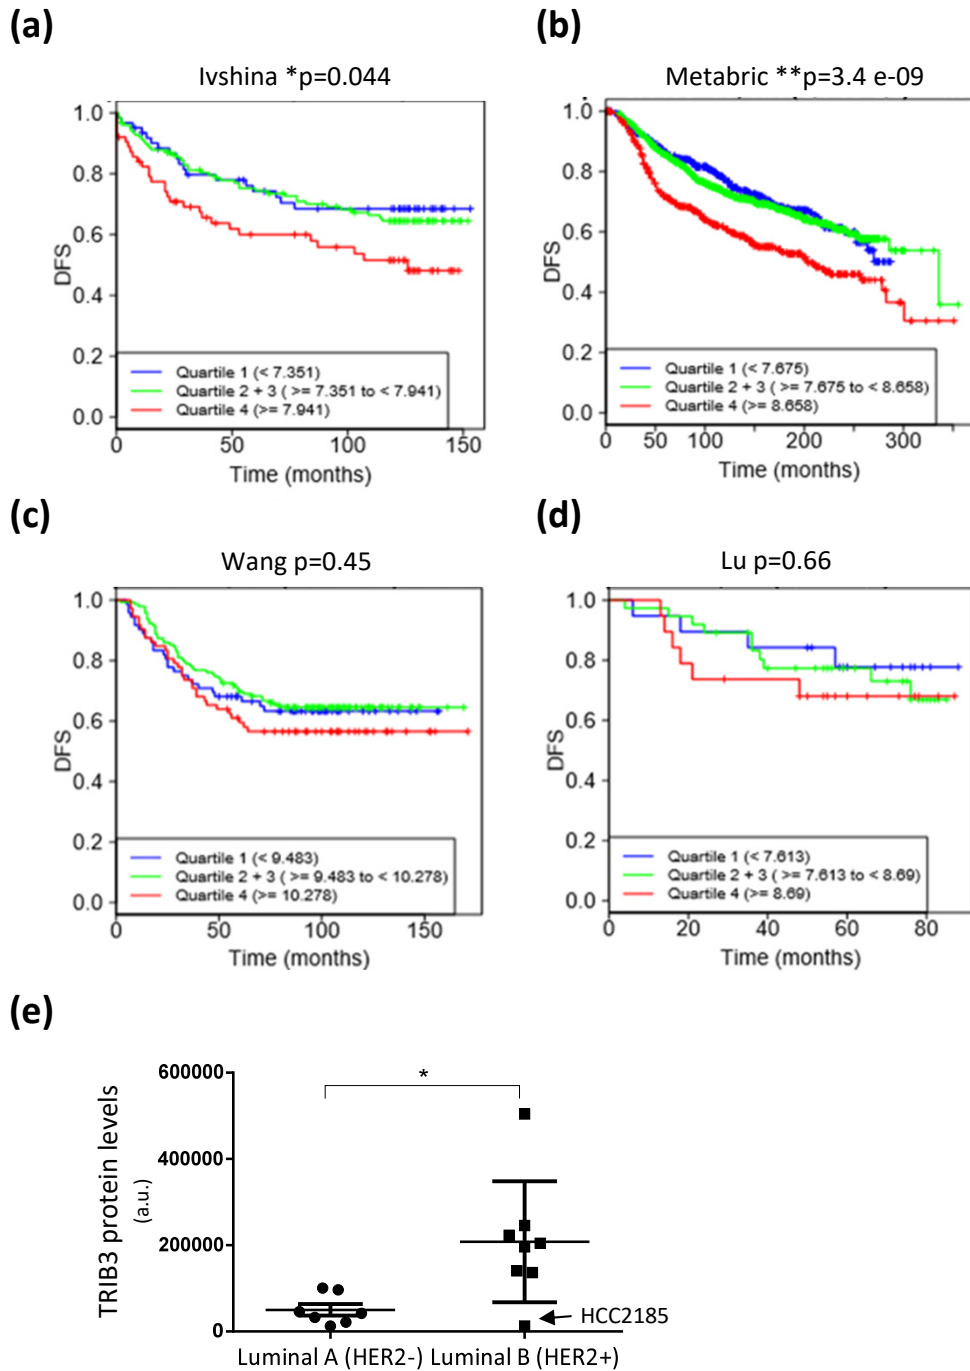 (a)
Ivshina *p=0.044
1.0
0.8
0.6
0.4
0.2
0.0
DFS
Quartile 1 (< 7.351)
Quartile 2 + 3 ( >= 7.351 to < 7.941)
Quartile 4 (>= 7.941)
0 50 100 150
Time (months)
(b)
Metabric **p=3.4 e-09
1.0
0.8
0.6
0.4
0.2
0.0
DFS
Quartile 1 (< 7.675)
Quartile 2 + 3 ( >= 7.675 to < 8.658)
Quartile 4 (>= 8.658)
0 50 100 200 300
Time (months)
(c)
Wang p=0.45
1.0
0.8
0.6
0.4
0.2
0.0
DFS
Quartile 1 (< 9.483)
Quartile 2 + 3 ( >= 9.483 to < 10.278)
Quartile 4 (>= 10.278)
0 50 100 150
Time (months)
(d)
Lu p=0.66
1.0
0.8
0.6
0.4
0.2
0.0
DFS
Quartile 1 (< 7.613)
Quartile 2 + 3 ( >= 7.613 to < 8.69)
Quartile 4 (>= 8.69)
0 20 40 60 80
Time (months)
(e)
TRIB3 protein levels
(a.u.)
600000
400000
200000
0
*
HCC2185
Luminal A (HER2-) Luminal B (HER2+)